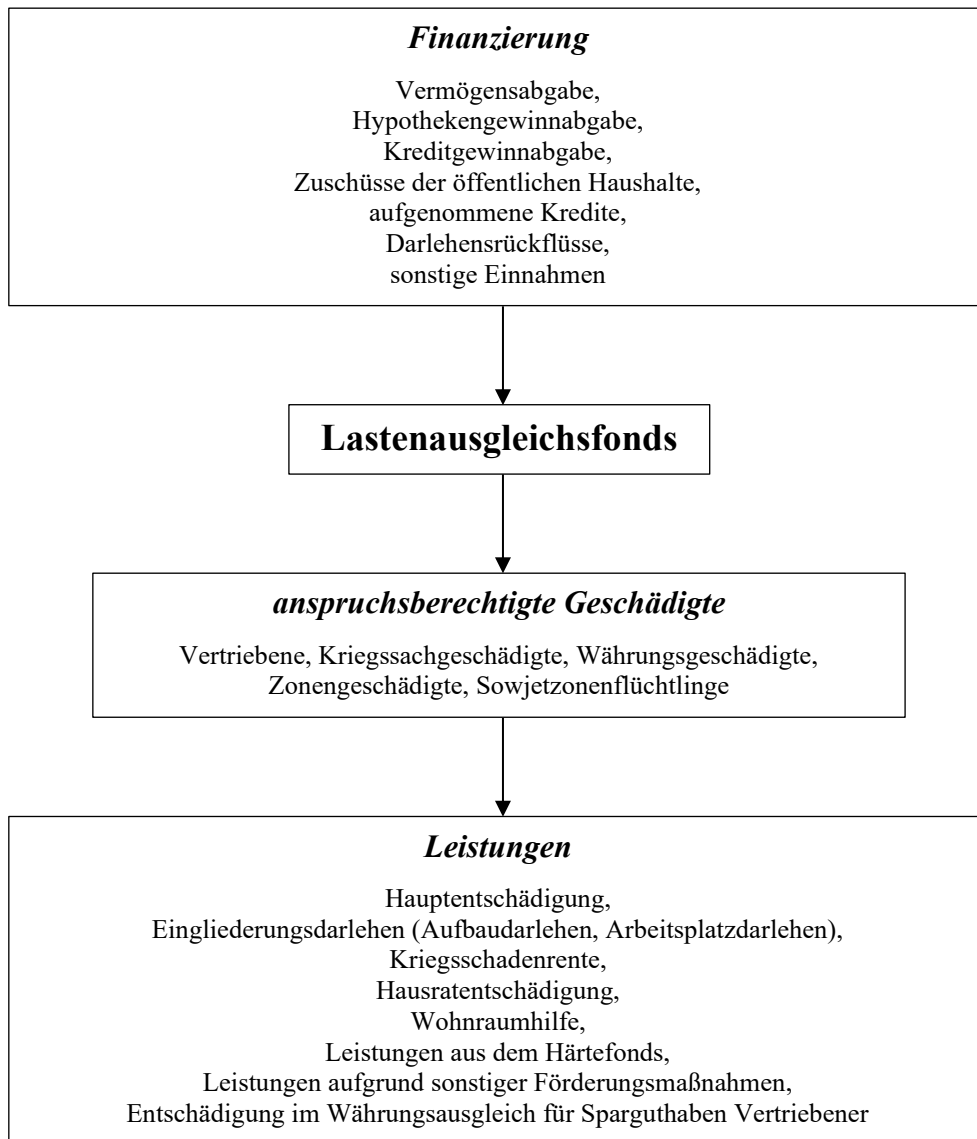 Finanzierung
Vermögensabgabe,
Hypothekengewinnabgabe,
Kreditgewinnabgabe,
Zuschüsse der öffentlichen Haushalte,
aufgenommene Kredite,
Darlehensrückflüsse,
sonstige Einnahmen
Lastenausgleichsfonds
anspruchsberechtigte Geschädigte
Vertriebene, Kriegssachgeschädigte, Währungsgeschädigte,
Zonengeschädigte, Sowjetzonenflüchtlinge
Leistungen
Hauptentschädigung,
Eingliederungsdarlehen (Aufbaudarlehen, Arbeitsplatzdarlehen),
Kriegsschadenrente,
Hausratentschädigung,
Wohnraumhilfe,
Leistungen aus dem Härtefonds,
Leistungen aufgrund sonstiger Förderungsmaßnahmen,
Entschädigung im Währungsausgleich für Sparguthaben Vertriebener